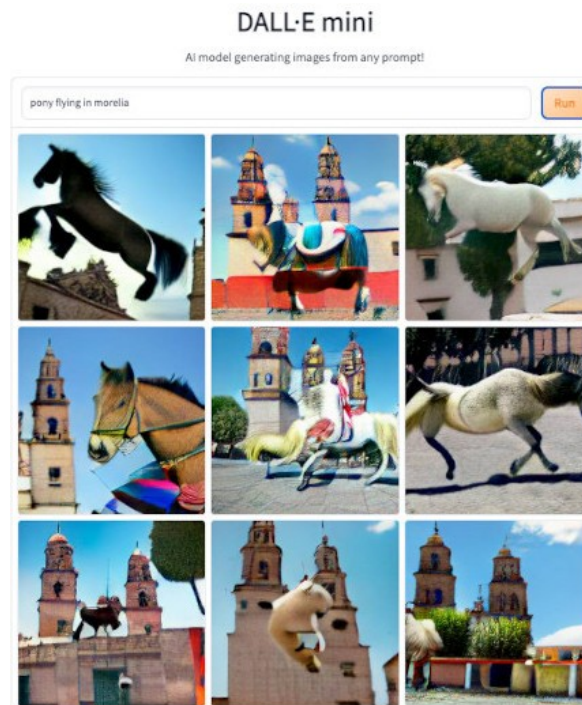 DALL·E mini
AI model generating images from any prompt!
pony flying in morelia
Run